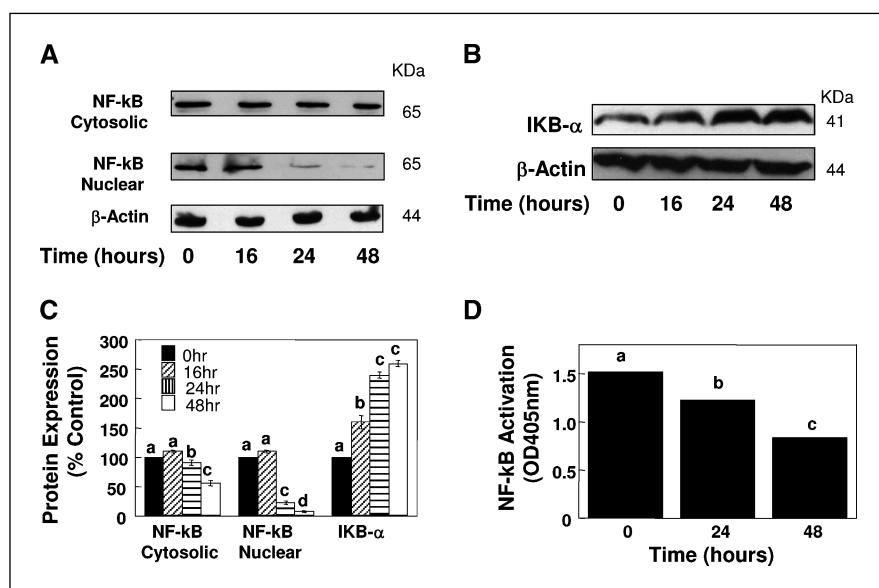 A
KDa
NF-kB
Cytosolic
65
NF-kB
Nuclear
65
β-Actin
44
Time (hours) 0 16 24 48
B
KDa
IKB-α
41
β-Actin
44
Time (hours) 0 16 24 48
C
Protein Expression
(% Control)
300
250
200
150
100
50
0
0hr
16hr
24hr
48hr
a a b c
a a c d
a b c c
NF-kB
Cytosolic
NF-kB
Nuclear
IKB-α
D
NF-kB Activation
(OD405nm)
1.5
1.0
0.5
0
a
b
c
0 24 48
Time (hours)